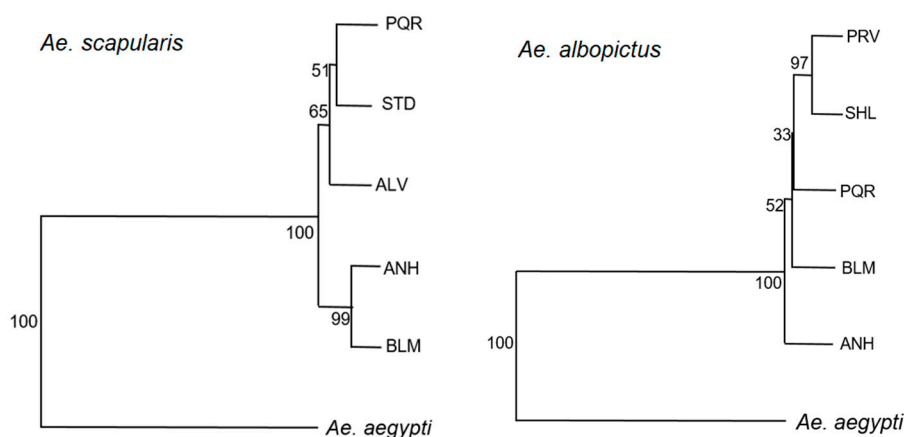 Ae. scapularis
PQR
51
STD
65
ALV
100
ANH
99
BLM
100
Ae. aegypti
Ae. albopictus
PRV
97
SHL
33
PQR
52
BLM
100
ANH
100
Ae. aegypti